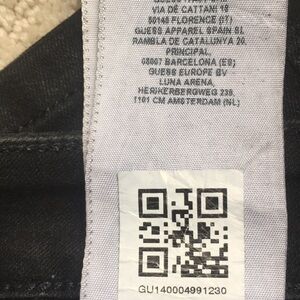 VIA DE CATTANI 18
50145 FLORENCE (IT)
GUESS APPAREL SPAIN SL
RAMBLA DE CATALUNYA 20,
PRINCIPAL,
08007 BARCELONA (ES)
GUESS EUROPE BV
LUNA ARENA,
HERIKERBERGWEG 238,
1101 CM AMSTERDAM (NL)
GU140004991230